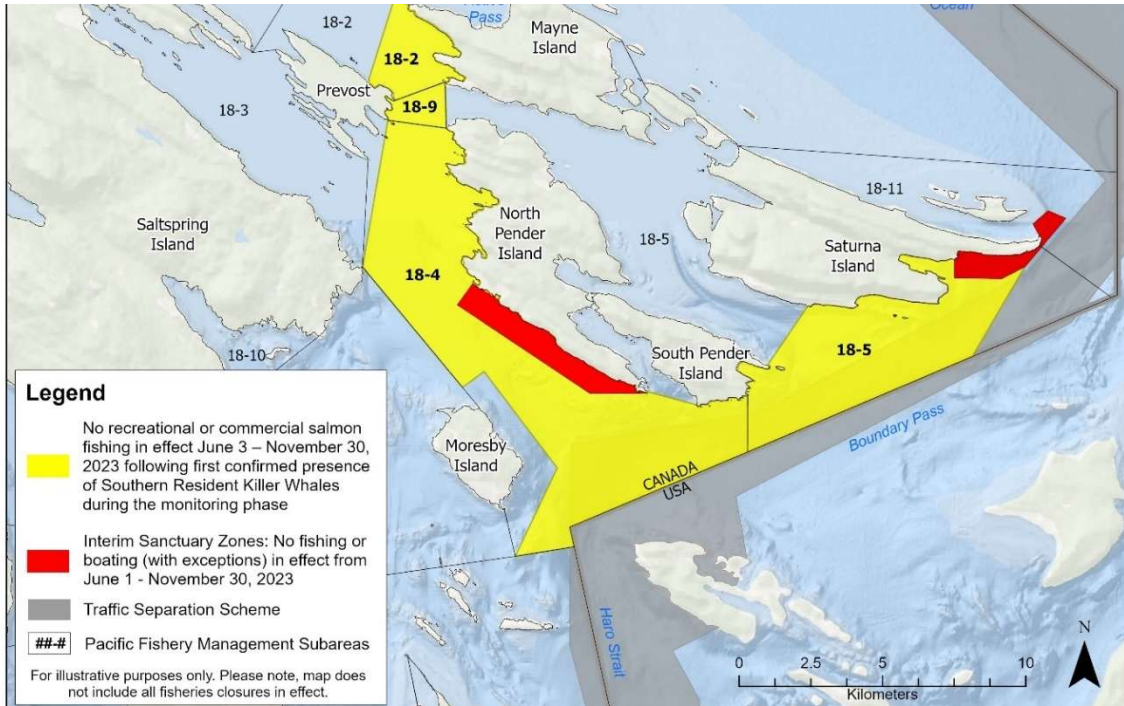 Active
Pass
Ocean
18-2
Mayne
Island
18-2
Prevost
18-3
18-9
18-11
Saltspring
Island
North
Pender
Island
18-5
Saturna
Island
18-4
18-10
South Pender
Island
18-5
Moresby
Island
Boundary Pass
CANADA
USA
Haro Strait
Legend
No recreational or commercial salmon
fishing in effect June 3 – November 30,
2023 following first confirmed presence
of Southern Resident Killer Whales
during the monitoring phase
Interim Sanctuary Zones: No fishing or
boating (with exceptions) in effect from
June 1 - November 30, 2023
Traffic Separation Scheme
##-# Pacific Fishery Management Subareas
For illustrative purposes only. Please note, map does
not include all fisheries closures in effect.
N
0 2.5 5 10
Kilometers